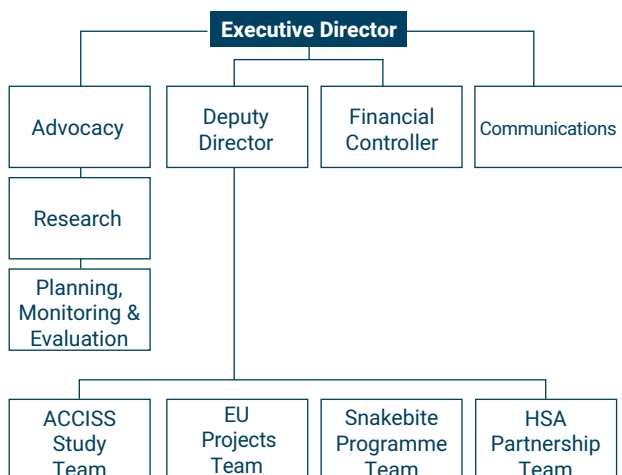 Executive Director
Advocacy
Deputy
Director
Financial
Controller
Communications
Research
Planning,
Monitoring &
Evaluation
ACCISS
Study
Team
EU
Projects
Team
Snakebite
Programme
Team
HSA
Partnership
Team